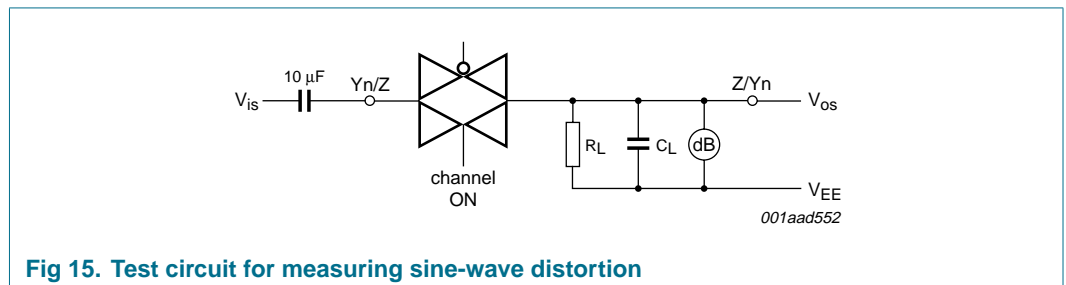 10 μF
Yn/Z
Vis
channel
ON
RL
CL
dB
Z/Yn
Vos
VEE
001aad552
Fig 15. Test circuit for measuring sine-wave distortion